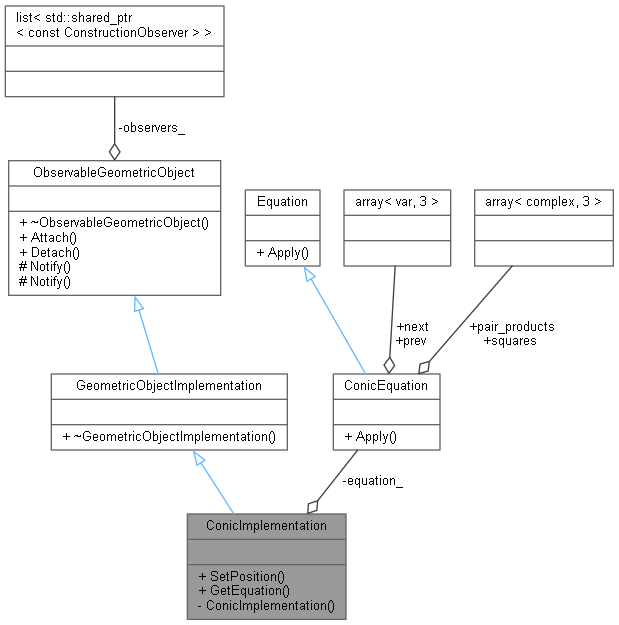 list< std::shared_ptr
< const ConstructionObserver > >
-observers_
ObservableGeometricObject
+ ~ObservableGeometricObject()
+ Attach()
+ Detach()
# Notify()
# Notify()
Equation
+ Apply()
array< var, 3 >
array< complex, 3 >
+next
+prev
+pair_products
+squares
GeometricObjectImplementation
+ ~GeometricObjectImplementation()
ConicEquation
+ Apply()
-equation_
ConicImplementation
+ SetPosition()
+ GetEquation()
- ConicImplementation()